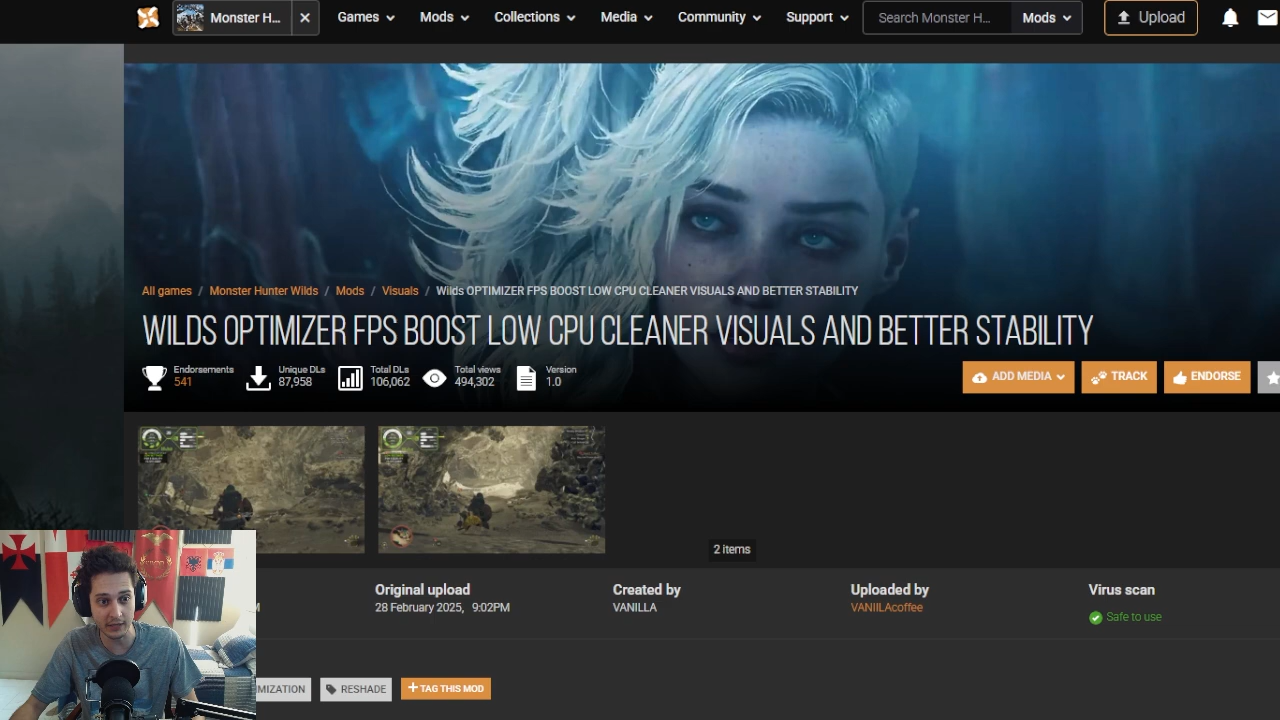 Monster H...
Games
Mods
Collections
Media
Community
Support
Search Monster H...
Mods
Upload
All games / Monster Hunter Wilds / Mods / Visuals / Wilds OPTIMIZER FPS BOOST LOW CPU CLEANER VISUALS AND BETTER STABILITY
WILDS OPTIMIZER FPS BOOST LOW CPU CLEANER VISUALS AND BETTER STABILITY
Endorsements
541
Unique DLs
87,958
Total DLs
106,062
Total views
494,302
Version
1.0
ADD MEDIA
TRACK
ENDORSE
2 items
Original upload
28 February 2025, 9:02PM
Created by
VANILLA
Uploaded by
VANIILAcoffee
Virus scan
Safe to use
MIZATION
RESHADE
+ TAG THIS MOD